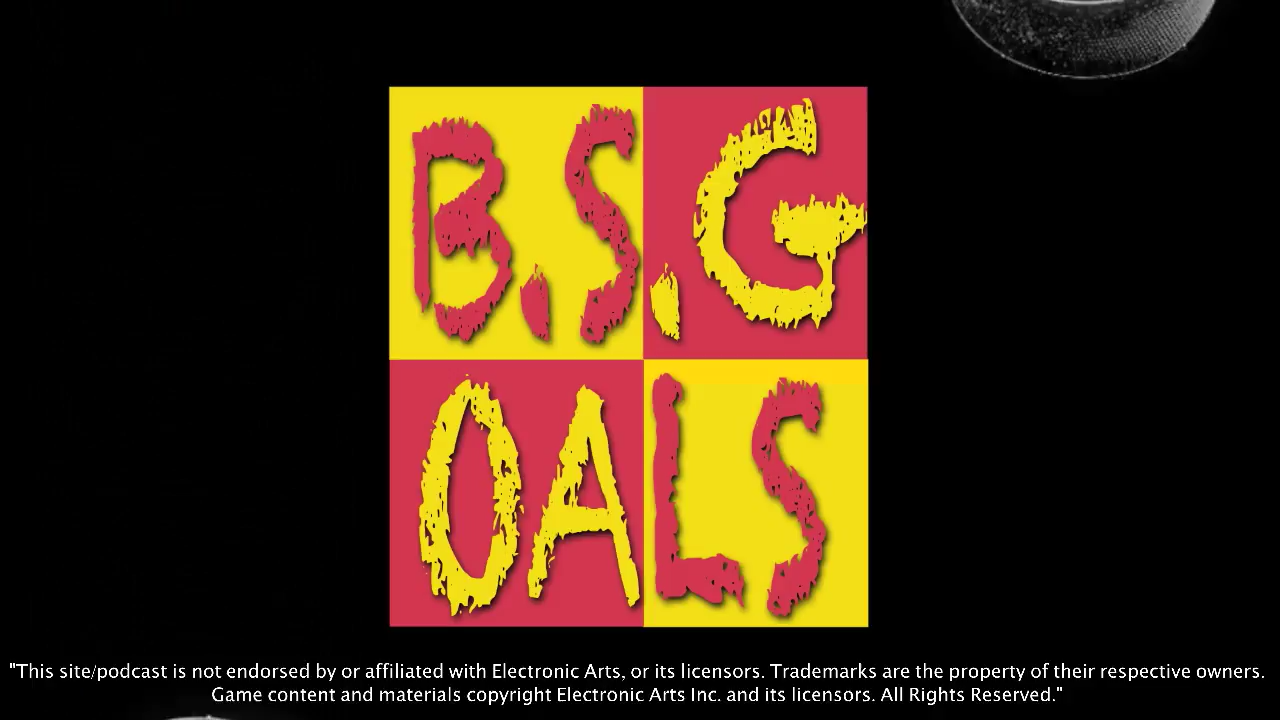 B.S.G
OALS
"This site/podcast is not endorsed by or affiliated with Electronic Arts, or its licensors. Trademarks are the property of their respective owners.
Game content and materials copyright Electronic Arts Inc. and its licensors. All Rights Reserved."